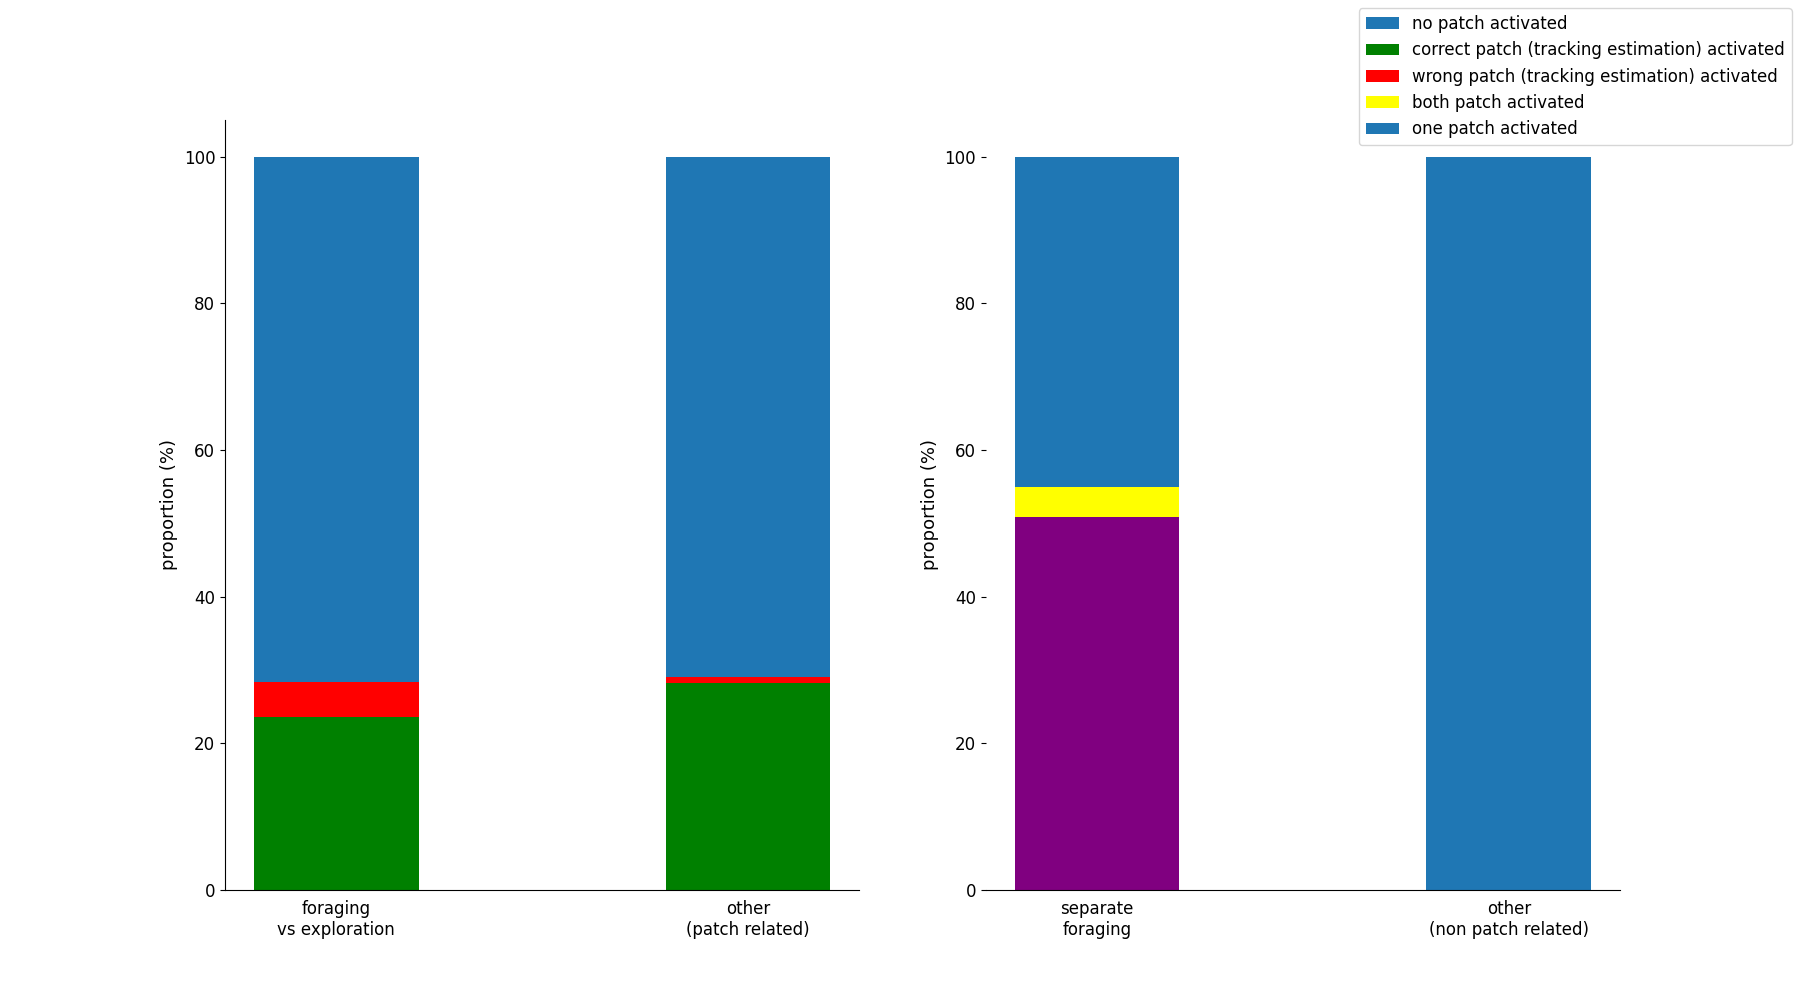 no patch activated
correct patch (tracking estimation) activated
wrong patch (tracking estimation) activated
both patch activated
one patch activated
proportion (%)
100
80
60
40
20
0
foraging
vs exploration
other
(patch related)
proportion (%)
100
80
60
40
20
0
separate
foraging
other
(non patch related)